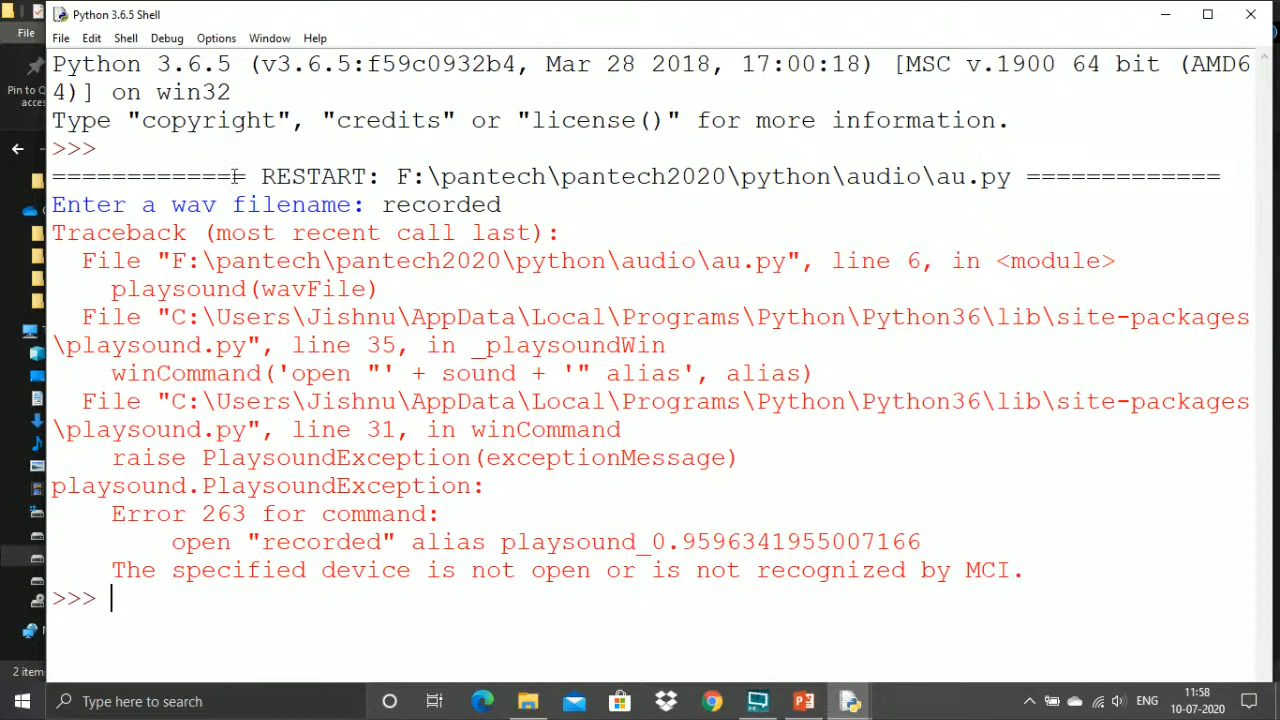 Python 3.6.5 Shell
File
File Edit Shell Debug Options Window Help
Pin to Q
acces
Python 3.6.5 (v3.6.5:f59c0932b4, Mar 28 2018, 17:00:18) [MSC v.1900 64 bit (AMD6
4)] on win32
Type "copyright", "credits" or "license()" for more information.
>>>
============= RESTART: F:\pantech\pantech2020\python\audio\au.py =============
Enter a wav filename: recorded
Traceback (most recent call last):
File "F:\pantech\pantech2020\python\audio\au.py", line 6, in <module>
playsound(wavFile)
File "C:\Users\Jishnu\AppData\Local\Programs\Python\Python36\lib\site-packages
\playsound.py", line 35, in _playsoundWin
winCommand('open "' + sound + '" alias', alias)
File "C:\Users\Jishnu\AppData\Local\Programs\Python\Python36\lib\site-packages
\playsound.py", line 31, in winCommand
raise PlaysoundException(exceptionMessage)
playsound.PlaysoundException:
Error 263 for command:
open "recorded" alias playsound_0.9596341955007166
The specified device is not open or is not recognized by MCI.
>>>
2 item
Type here to search
ENG
11:58
10-07-2020